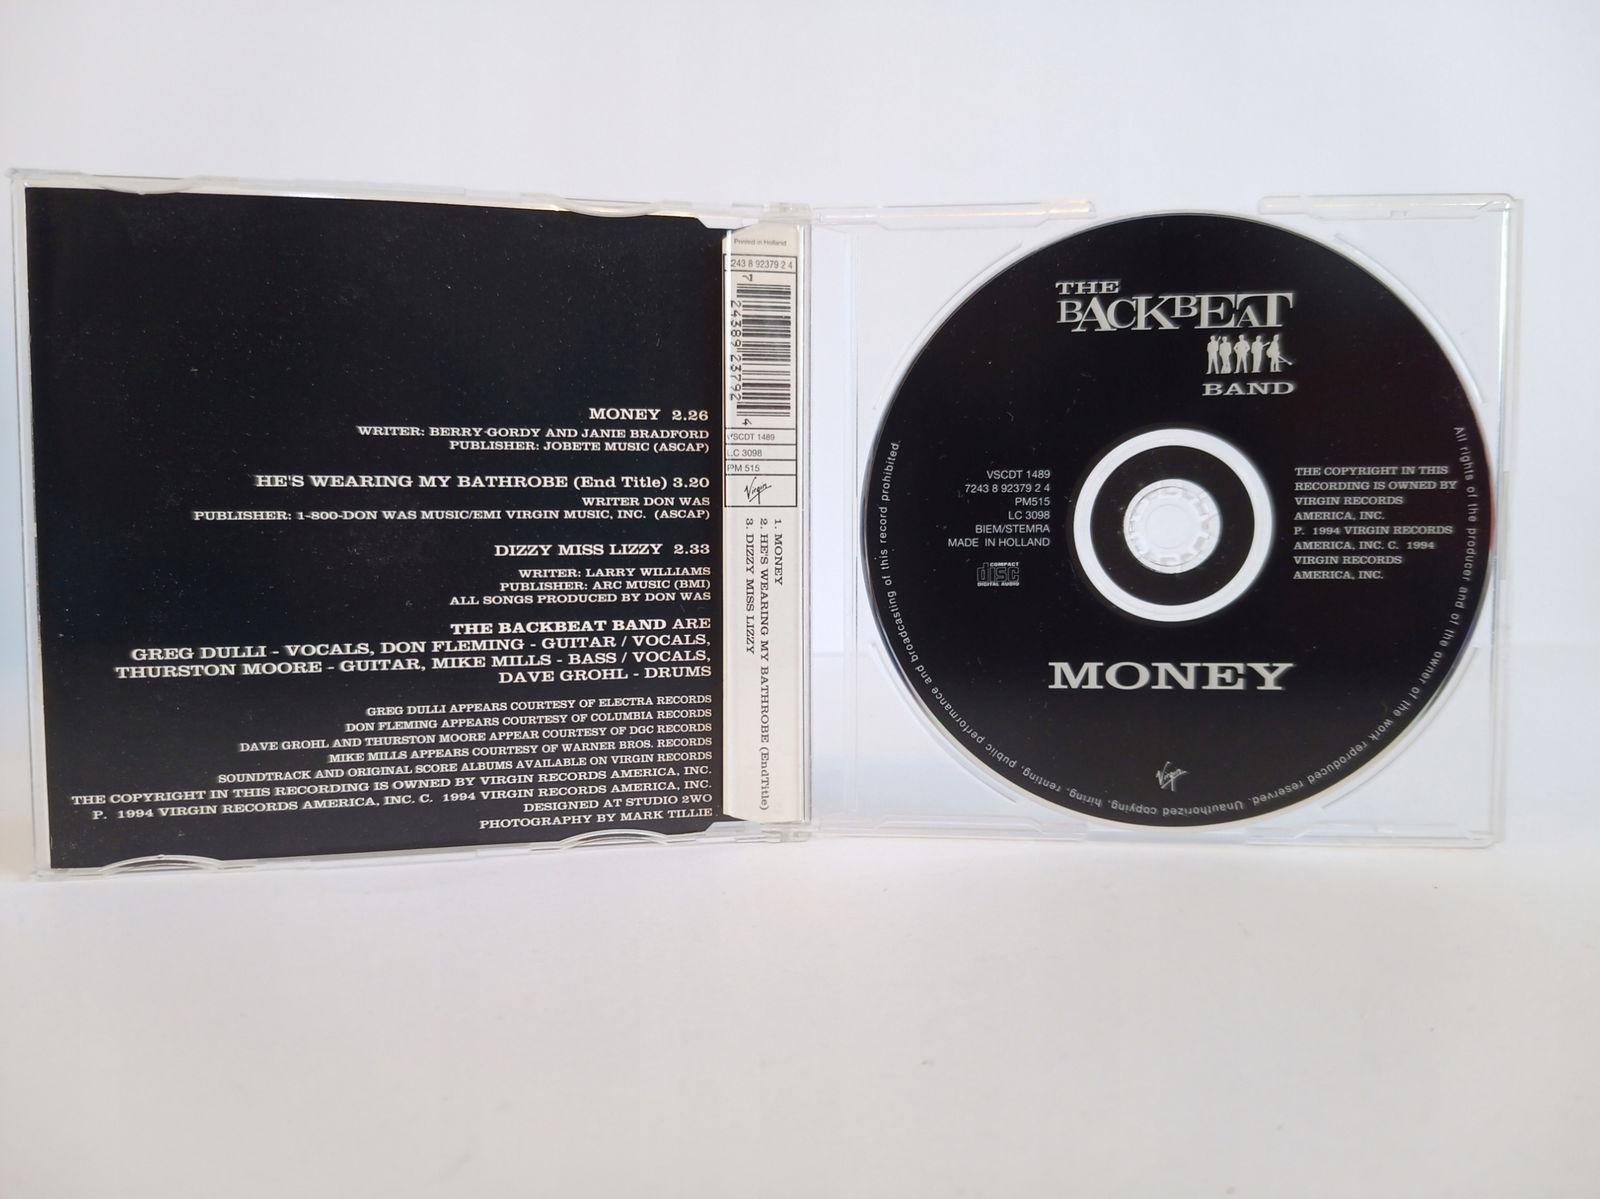 MONEY 2.26
WRITER: BERRY GORDY AND JANIE BRADFORD
PUBLISHER: JOBETE MUSIC (ASCAP)
HE'S WEARING MY BATHROBE (End Title) 3.20
WRITER DON WAS
PUBLISHER: 1-800-DON WAS MUSIC/EMI VIRGIN MUSIC, INC. (ASCAP)
DIZZY MISS LIZZY 2.33
WRITER: LARRY WILLIAMS
PUBLISHER: ARC MUSIC (BMI)
ALL SONGS PRODUCED BY DON WAS
THE BACKBEAT BAND ARE
GREG DULLI - VOCALS, DON FLEMING - GUITAR / VOCALS,
THURSTON MOORE - GUITAR, MIKE MILLS - BASS / VOCALS,
DAVE GROHL - DRUMS
GREG DULLI APPEARS COURTESY OF ELECTRA RECORDS
DON FLEMING APPEARS COURTESY OF COLUMBIA RECORDS
DAVE GROHL AND THURSTON MOORE APPEAR COURTESY OF DGC RECORDS
MIKE MILLS APPEARS COURTESY OF WARNER BROS. RECORDS
SOUNDTRACK AND ORIGINAL SCORE ALBUMS AVAILABLE ON VIRGIN RECORDS
THE COPYRIGHT IN THIS RECORDING IS OWNED BY VIRGIN RECORDS AMERICA, INC.
P. 1994 VIRGIN RECORDS AMERICA, INC. C. 1994 VIRGIN RECORDS AMERICA, INC.
DESIGNED AT STUDIO 2WO
PHOTOGRAPHY BY MARK TILLIE
Printed in Holland
7243 8 92379 2 4
7 24389 23792 4
VSCDT 1489
LC 3098
PM 515
Virgin
1. MONEY
2. HE'S WEARING MY BATHROBE (EndTitle)
3. DIZZY MISS LIZZY
THE
BACKBEAT
BAND
VSCDT 1489
7243 8 92379 2 4
PM515
LC 3098
BIEM/STEMRA
MADE IN HOLLAND
COMPACT
disc
DIGITAL AUDIO
THE COPYRIGHT IN THIS
RECORDING IS OWNED BY
VIRGIN RECORDS
AMERICA, INC.
P. 1994 VIRGIN RECORDS
AMERICA, INC. C. 1994
VIRGIN RECORDS
AMERICA, INC.
MONEY
Virgin
All rights of the producer and of the owner of the work reproduced reserved. Unauthorized copying, hiring, renting, public performance and broadcasting of this record prohibited.